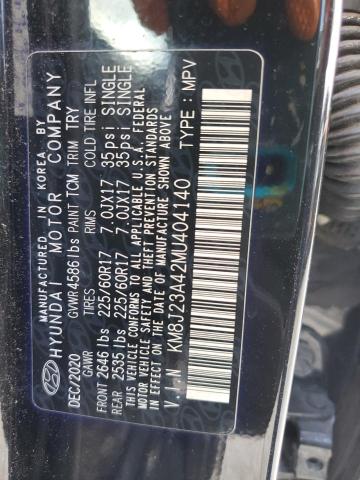 MANUFACTURED IN KOREA BY
HYUNDAI MOTOR COMPANY
DEC/2020 GVWR 4586 lbs PAINT TCM TRIM TRY
GAWR TIRES RIMS COLD TIRE INFL
FRONT 2646 lbs 225/60R17 7.0JX17 35psi SINGLE
REAR 2535 lbs 225/60R17 7.0JX17 35psi SINGLE
THIS VEHICLE CONFORMS TO ALL APPLICABLE U.S.A. FEDERAL
MOTOR VEHICLE SAFETY, BUMPER, AND THEFT PREVENTION STANDARDS
IN EFFECT ON THE DATE OF MANUFACTURE SHOWN ABOVE.
V.I.N KM8J23A42MU404140 TYPE : MPV